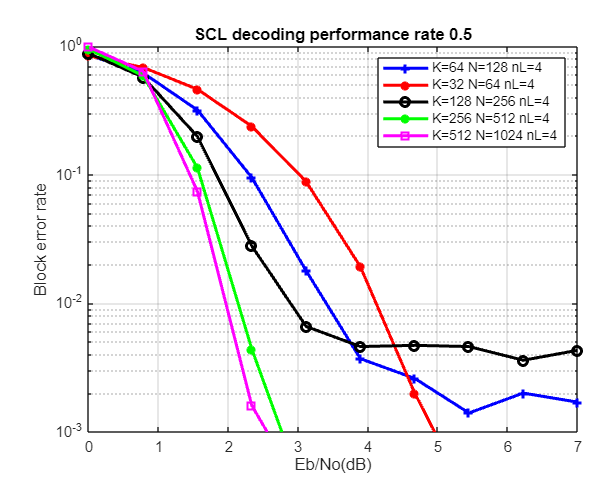 SCL decoding performance rate 0.5
10^0
K=64 N=128 nL=4
K=32 N=64 nL=4
K=128 N=256 nL=4
K=256 N=512 nL=4
K=512 N=1024 nL=4
10^-1
Block error rate
10^-2
10^-3
0 1 2 3 4 5 6 7
Eb/No(dB)